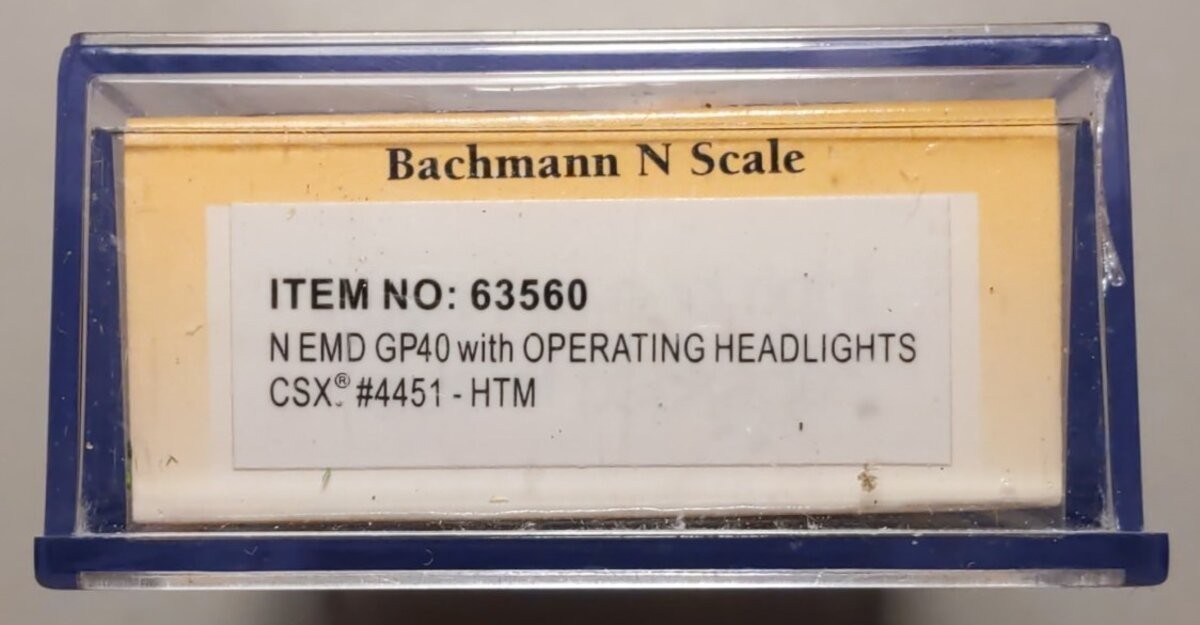 Bachmann N Scale
ITEM NO: 63560
N EMD GP40 with OPERATING HEADLIGHTS
CSX® #4451 - HTM